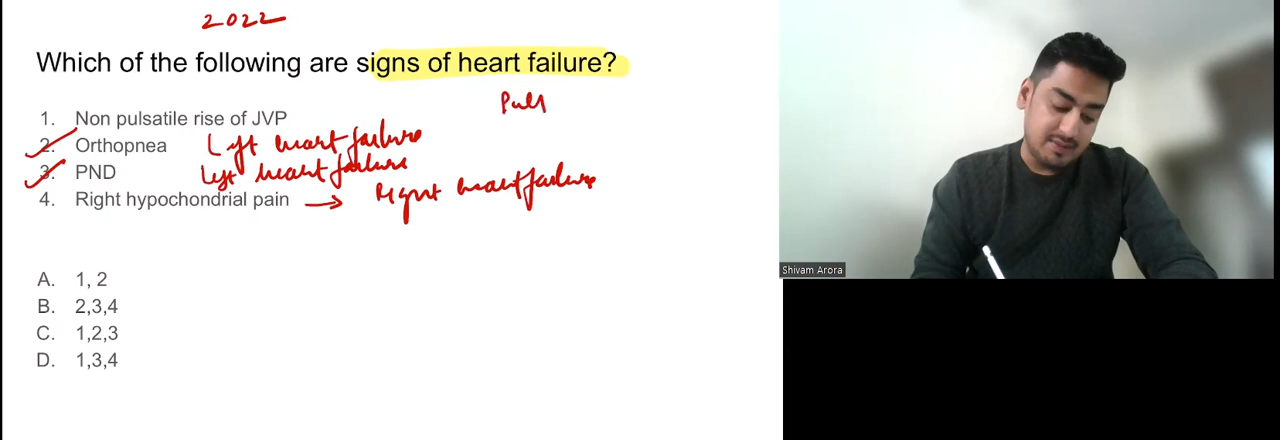 2022
Which of the following are signs of heart failure?
Puls
1. Non pulsatile rise of JVP
2. Orthopnea Left heart failure
3. PND Left heart failure
4. Right hypochondrial pain → Right heart failure
A. 1, 2
B. 2,3,4
C. 1,2,3
D. 1,3,4
Shivam Arora